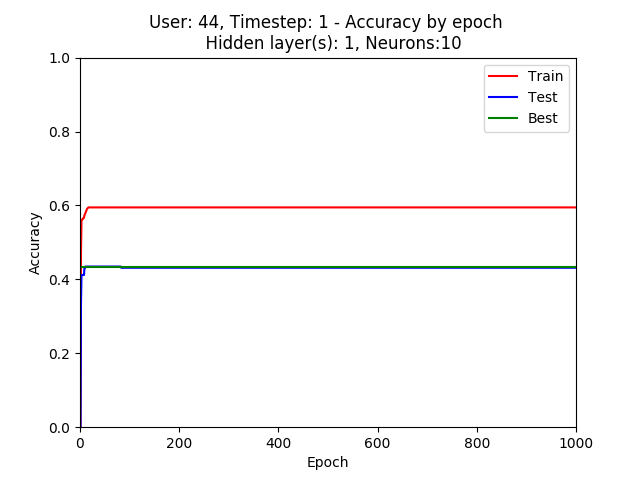 User: 44, Timestep: 1 - Accuracy by epoch
Hidden layer(s): 1, Neurons:10
1.0
0.8
0.6
0.4
0.2
0.0
Accuracy
Train
Test
Best
0 200 400 600 800 1000
Epoch